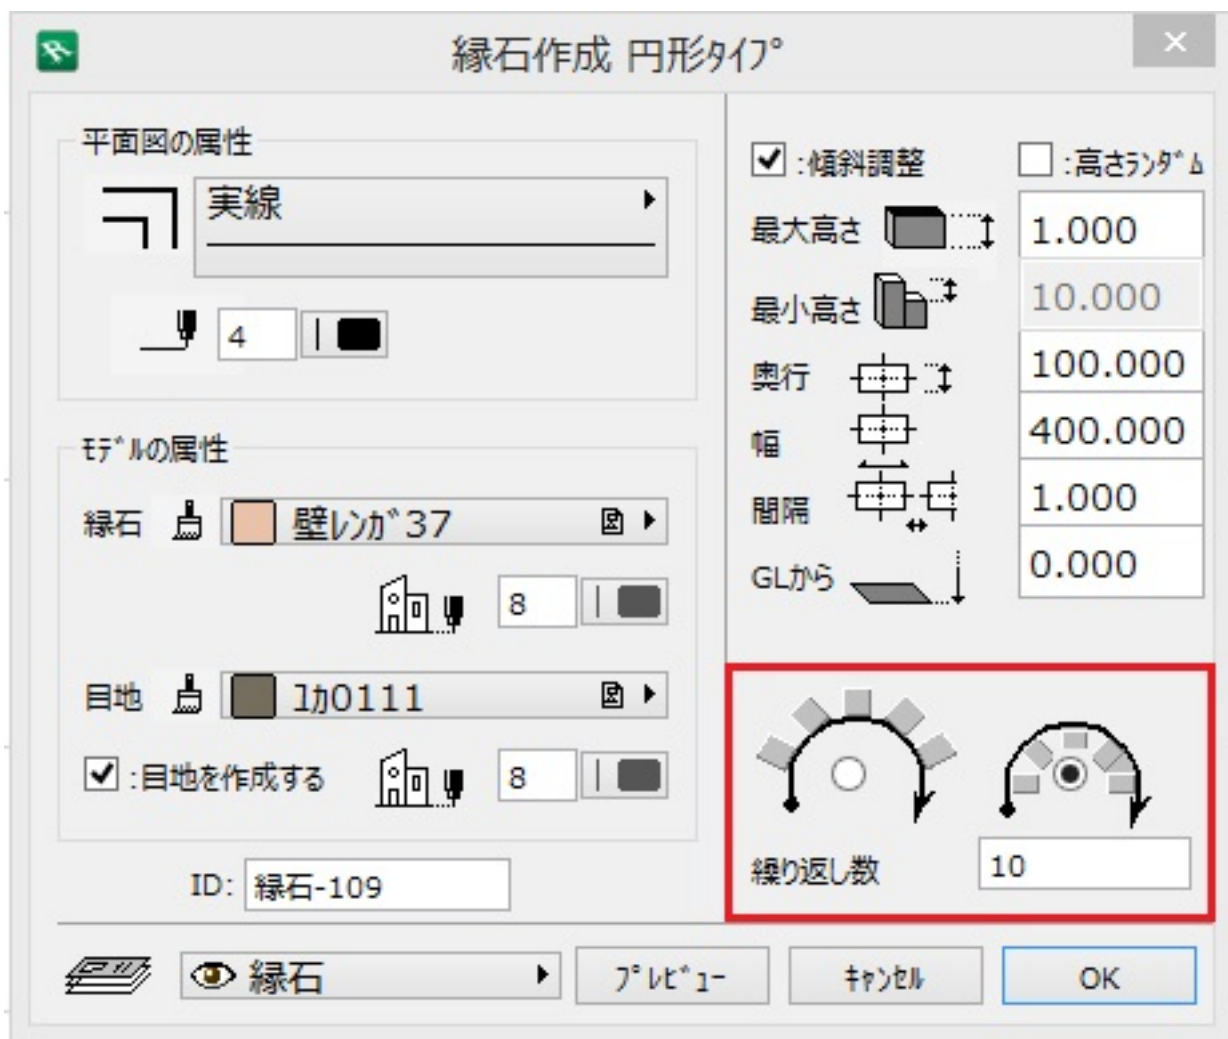 縁石作成 円形ﾀｲﾌﾟ
平面図の属性
実線
4
ﾓﾃﾞﾙの属性
縁石 壁ﾚﾝｶﾞ37
8
目地 ﾕｶ0111
:目地を作成する 8
ID: 縁石-109
:傾斜調整 :高さﾗﾝﾀﾞﾑ
最大高さ 1.000
最小高さ 10.000
奥行 100.000
幅 400.000
間隔 1.000
GLから 0.000
繰り返し数 10
縁石 ﾌﾟﾚﾋﾞｭｰ ｷｬﾝｾﾙ OK